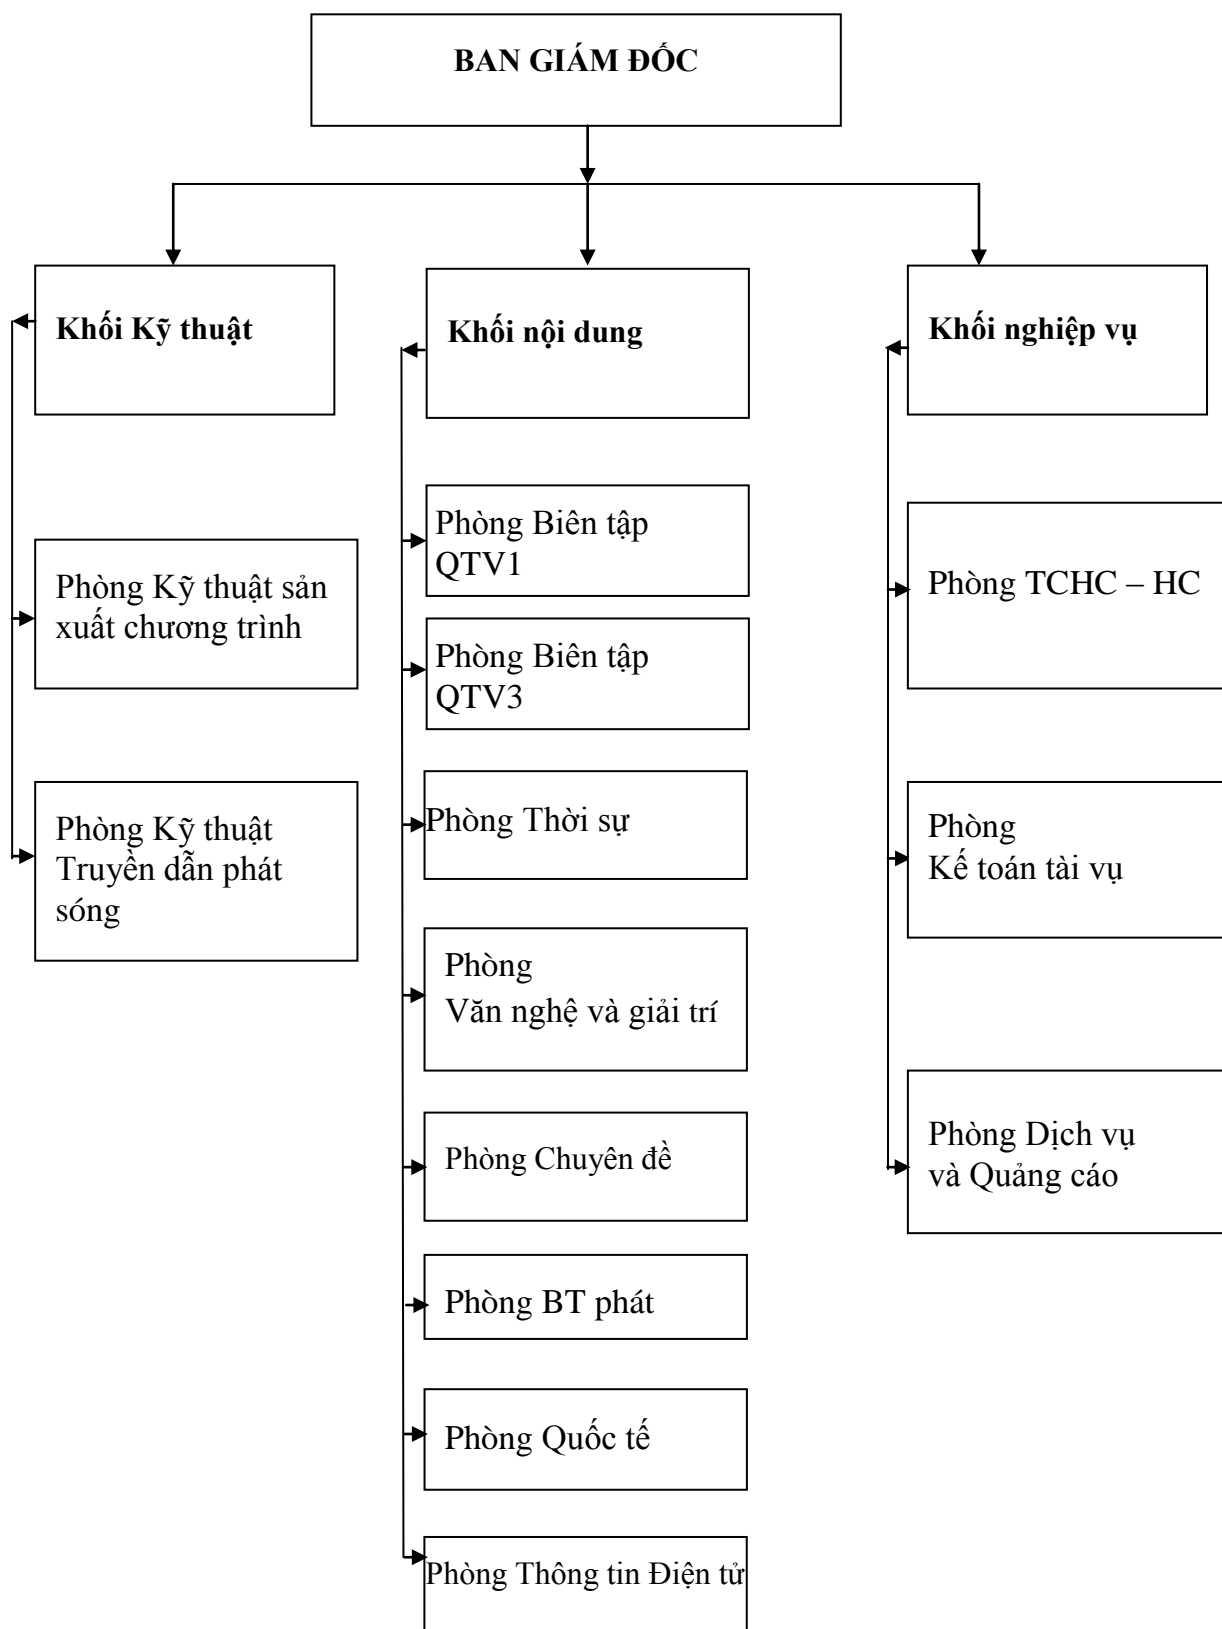 BAN GIÁM ĐỐC
Khối Kỹ thuật
Phòng Kỹ thuật sản
xuất chương trình
Phòng Kỹ thuật
Truyền dẫn phát
sóng
Khối nội dung
Phòng Biên tập
QTV1
Phòng Biên tập
QTV3
Phòng Thời sự
Phòng
Văn nghệ và giải trí
Phòng Chuyên đề
Phòng BT phát
Phòng Quốc tế
Phòng Thông tin Điện tử
Khối nghiệp vụ
Phòng TCHC – HC
Phòng
Kế toán tài vụ
Phòng Dịch vụ
và Quảng cáo